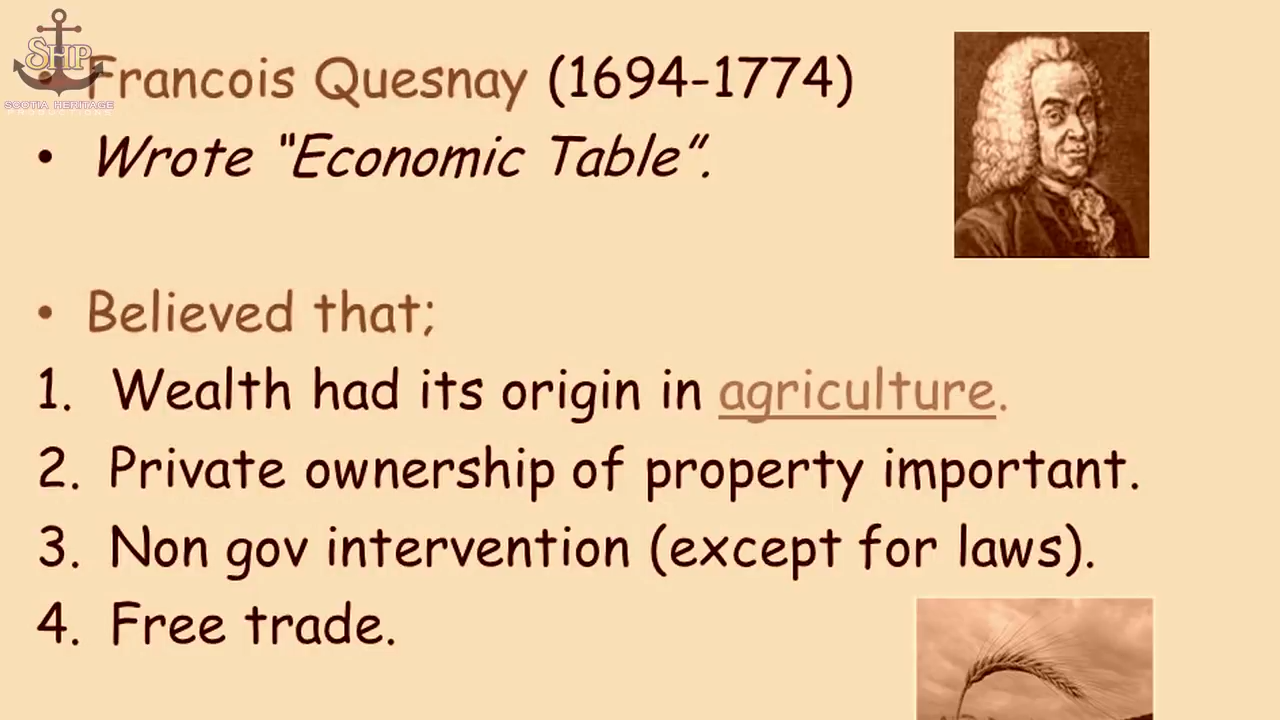 SHP
SCOTIA HERITAGE
PRODUCTIONS
• Francois Quesnay (1694-1774)
• Wrote “Economic Table”.
• Believed that;
1. Wealth had its origin in agriculture.
2. Private ownership of property important.
3. Non gov intervention (except for laws).
4. Free trade.